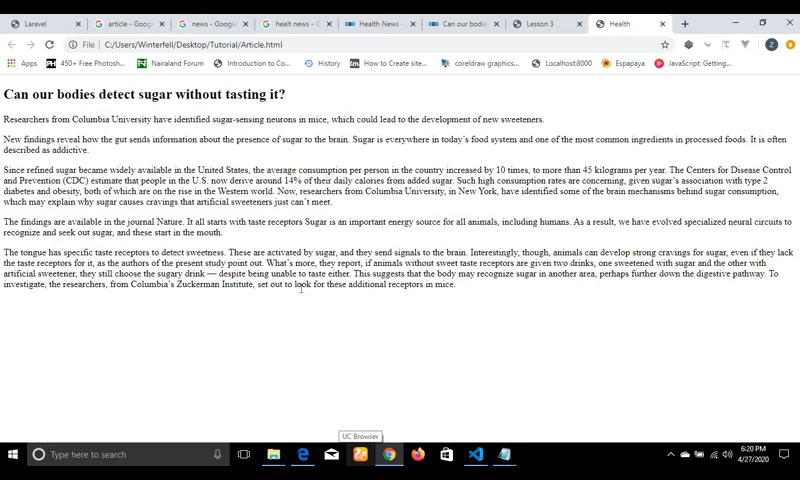 Laravel
article - Goog
news - Google
healt news - G
Health News -
Can our bodie
Lesson 3
Health
File | C:/Users/Winterfell/Desktop/Tutorial/Article.html
Z
Apps
450+ Free Photosh...
Nairaland Forum
Introduction to Co...
History
How to Create site...
coreldraw graphics...
Localhost:8000
Espapaya
JavaScript: Getting...
Can our bodies detect sugar without tasting it?
Researchers from Columbia University have identified sugar-sensing neurons in mice, which could lead to the development of new sweeteners.
New findings reveal how the gut sends information about the presence of sugar to the brain. Sugar is everywhere in today's food system and one of the most common ingredients in processed foods. It is often
described as addictive.
Since refined sugar became widely available in the United States, the average consumption per person in the country increased by 10 times, to more than 45 kilograms per year. The Centers for Disease Control
and Prevention (CDC) estimate that people in the U.S. now derive around 14% of their daily calories from added sugar. Such high consumption rates are concerning, given sugar's association with type 2
diabetes and obesity, both of which are on the rise in the Western world. Now, researchers from Columbia University, in New York, have identified some of the brain mechanisms behind sugar consumption,
which may explain why sugar causes cravings that artificial sweeteners just can't meet.
The findings are available in the journal Nature. It all starts with taste receptors Sugar is an important energy source for all animals, including humans. As a result, we have evolved specialized neural circuits to
recognize and seek out sugar, and these start in the mouth.
The tongue has specific taste receptors to detect sweetness. These are activated by sugar, and they send signals to the brain. Interestingly, though, animals can develop strong cravings for sugar, even if they lack
the taste receptors for it, as the authors of the present study point out. What's more, they report, if animals without sweet taste receptors are given two drinks, one sweetened with sugar and the other with
artificial sweetener, they still choose the sugary drink — despite being unable to taste either. This suggests that the body may recognize sugar in another area, perhaps further down the digestive pathway. To
investigate, the researchers, from Columbia's Zuckerman Institute, set out to look for these additional receptors in mice.
UC Browser
Type here to search
6:20 PM
4/27/2020